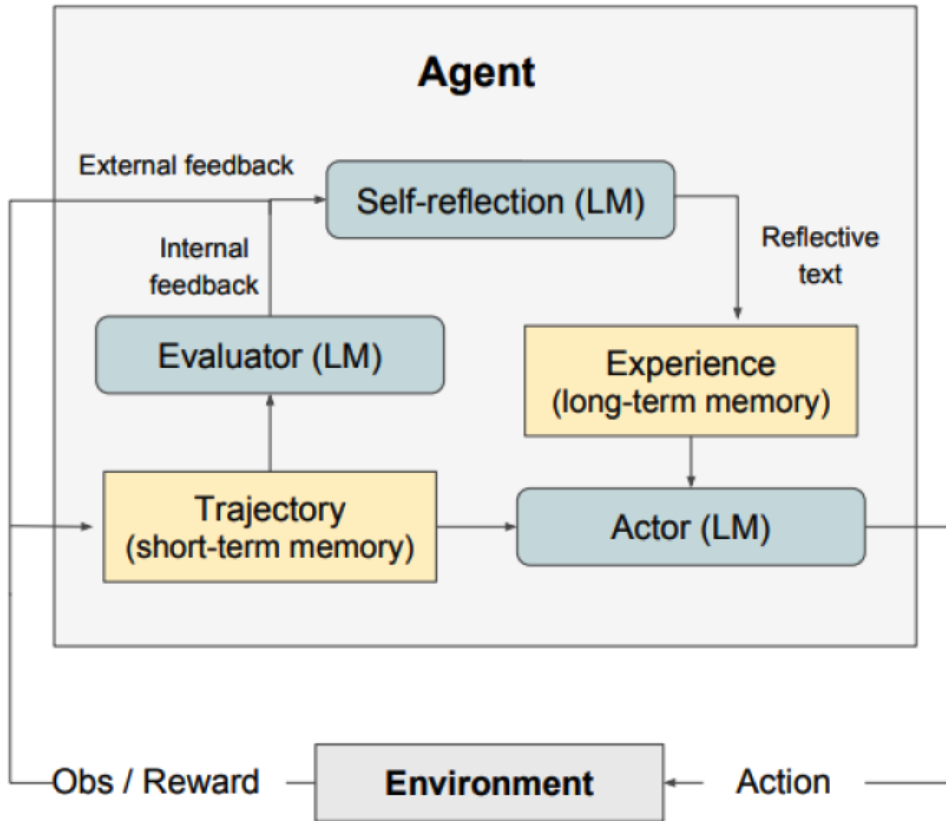 Agent
External feedback
Self-reflection (LM)
Internal
feedback
Reflective
text
Evaluator (LM)
Experience
(long-term memory)
Trajectory
(short-term memory)
Actor (LM)
Obs / Reward
Environment
Action